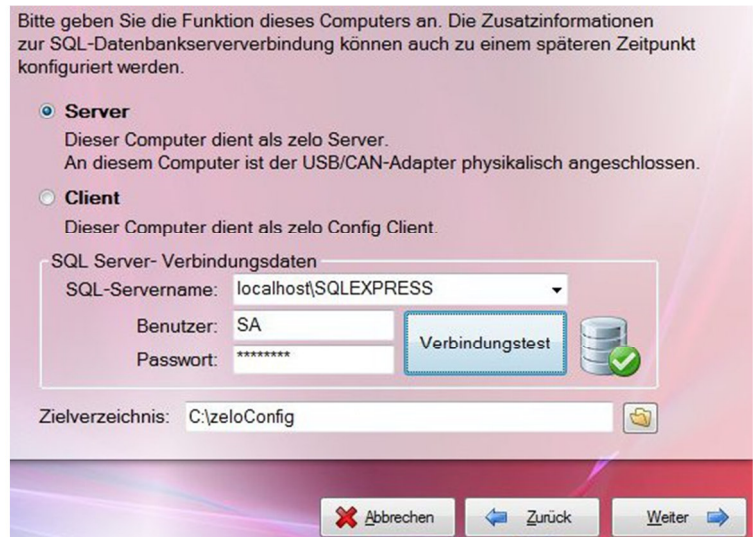 Bitte geben Sie die Funktion dieses Computers an. Die Zusatzinformationen
zur SQL-Datenbankserververbindung können auch zu einem späteren Zeitpunkt
konfiguriert werden.
Server
Dieser Computer dient als zelo Server.
An diesem Computer ist der USB/CAN-Adapter physikalisch angeschlossen.
Client
Dieser Computer dient als zelo Config Client.
SQL Server- Verbindungsdaten
SQL-Servername: localhost\SQLEXPRESS
Benutzer: SA
Passwort: ********
Verbindungstest
Zielverzeichnis: C:\zeloConfig
Abbrechen Zurück Weiter